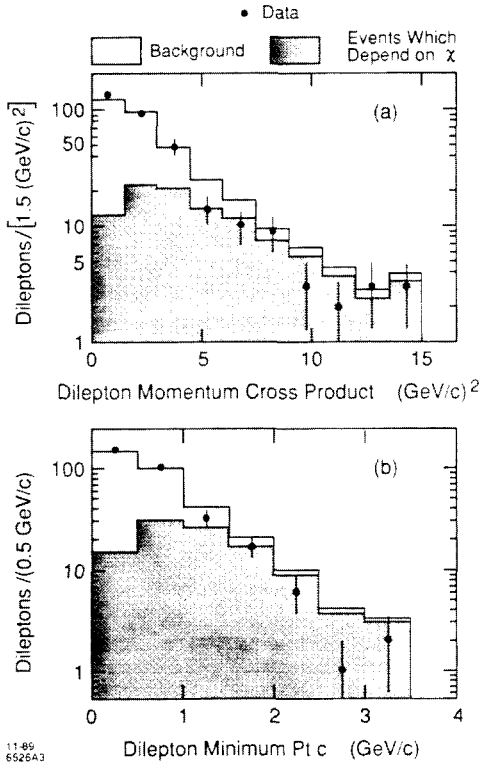 • Data
Background
Events Which
Depend on χ
(a)
100
50
10
5
1
Dileptons/[1.5 (GeV/c)²]
0 5 10 15
Dilepton Momentum Cross Product (GeV/c)²
(b)
100
10
1
Dileptons/(0.5 GeV/c)
0 1 2 3 4
Dilepton Minimum Pt c (GeV/c)
11-89
6526A3